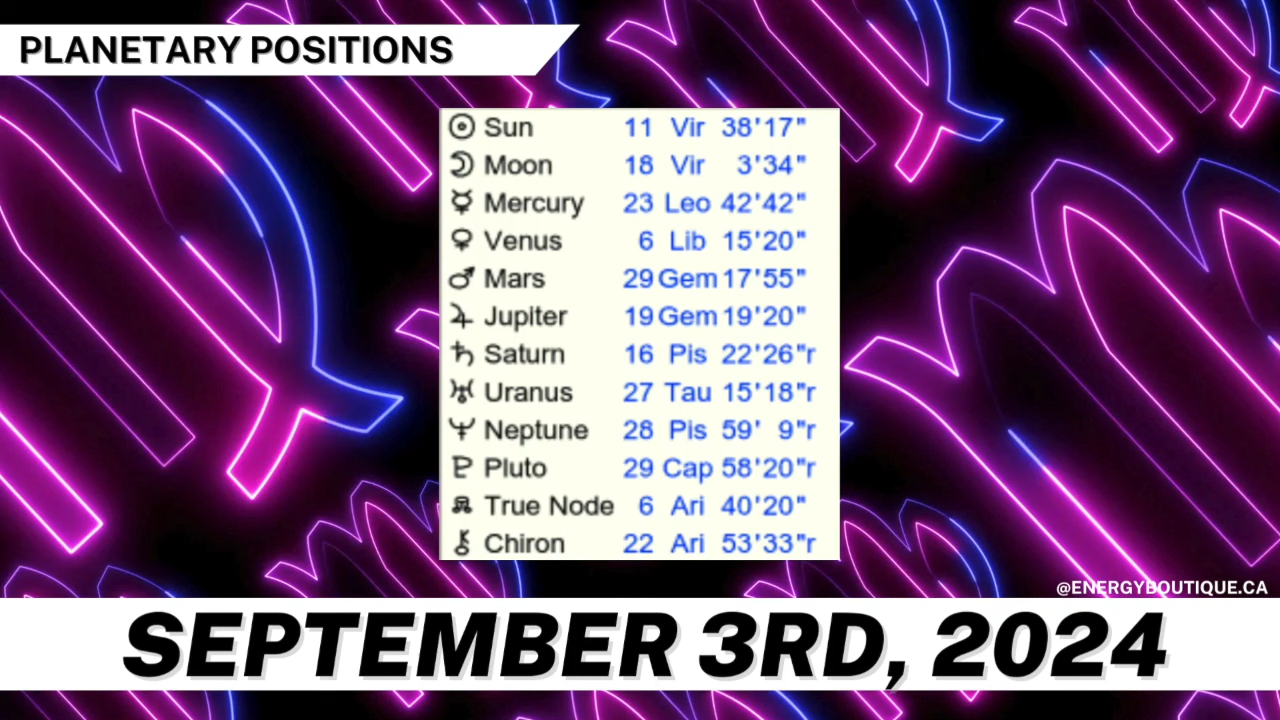 PLANETARY POSITIONS
Sun 11 Vir 38'17"
Moon 18 Vir 3'34"
Mercury 23 Leo 42'42"
Venus 6 Lib 15'20"
Mars 29 Gem 17'55"
Jupiter 19 Gem 19'20"
Saturn 16 Pis 22'26"r
Uranus 27 Tau 15'18"r
Neptune 28 Pis 59' 9"r
Pluto 29 Cap 58'20"r
True Node 6 Ari 40'20"
Chiron 22 Ari 53'33"r
@ENERGYBOUTIQUE.CA
SEPTEMBER 3RD, 2024